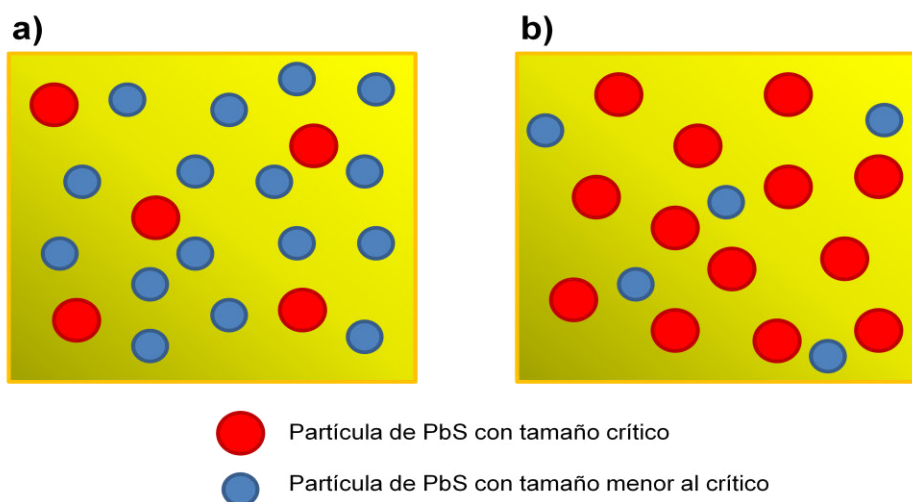 a)
b)
Partícula de PbS con tamaño crítico
Partícula de PbS con tamaño menor al crítico